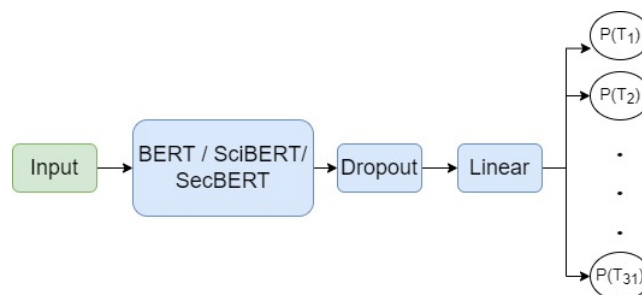 P(T1)
P(T2)
Input
BERT / SciBERT/
SecBERT
Dropout
Linear
.
.
.
P(T31)